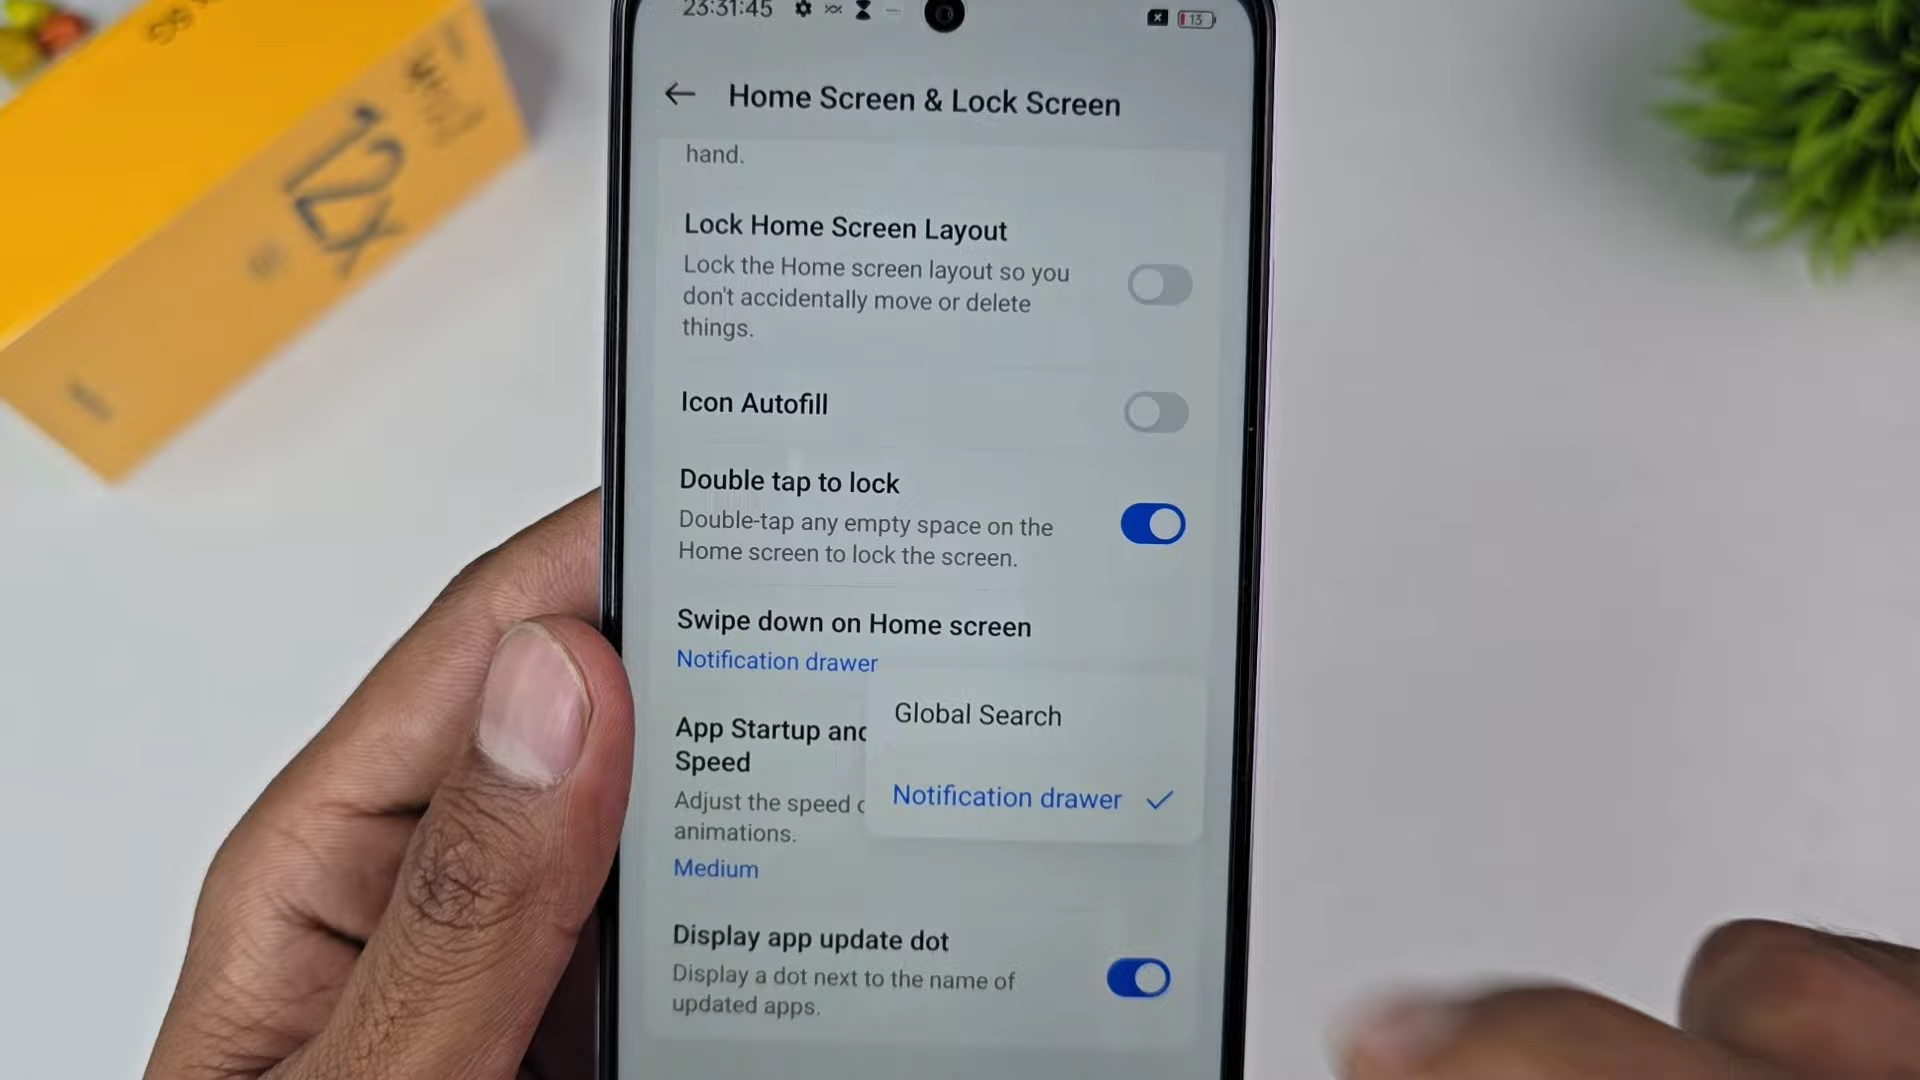 23:31:45
13
Home Screen & Lock Screen
hand.
Lock Home Screen Layout
Lock the Home screen layout so you
don't accidentally move or delete
things.
Icon Autofill
Double tap to lock
Double-tap any empty space on the
Home screen to lock the screen.
Swipe down on Home screen
Notification drawer
Global Search
App Startup and
Speed
Notification drawer
Adjust the speed
animations.
Medium
Display app update dot
Display a dot next to the name of
updated apps.
12x